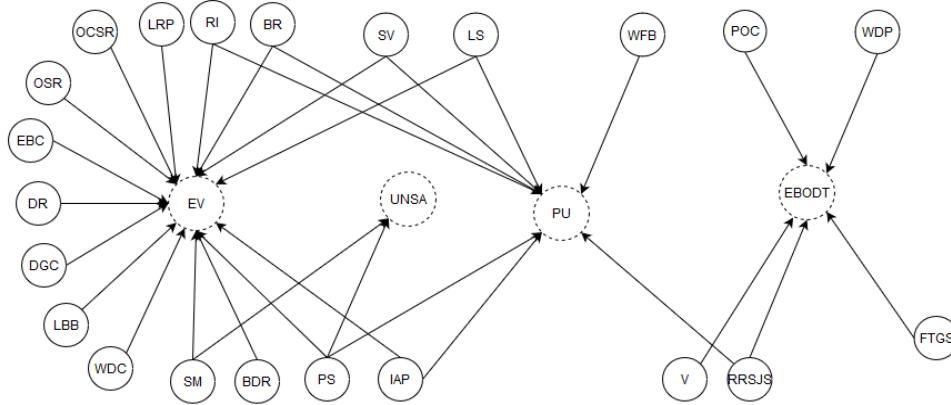 LRP
RI
BR
OCSR
SV
LS
WFB
POC
WDP
OSR
EBC
DR
EV
UNSA
PU
EBODT
DGC
LBB
WDC
SM
BDR
PS
IAP
V
RRSJS
FTGS